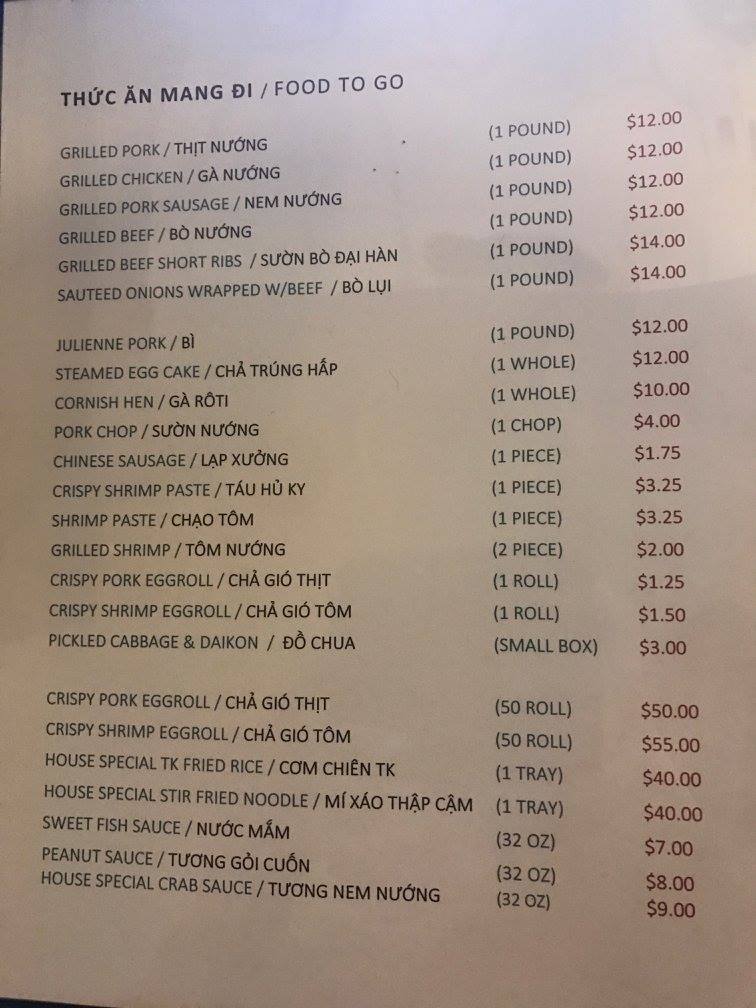 THỨC ĂN MANG ĐI / FOOD TO GO
GRILLED PORK / THỊT NƯỚNG (1 POUND) $12.00
GRILLED CHICKEN / GÀ NƯỚNG (1 POUND) $12.00
GRILLED PORK SAUSAGE / NEM NƯỚNG (1 POUND) $12.00
GRILLED BEEF / BÒ NƯỚNG (1 POUND) $12.00
GRILLED BEEF SHORT RIBS / SƯỜN BÒ ĐẠI HÀN (1 POUND) $14.00
SAUTEED ONIONS WRAPPED W/BEEF / BÒ LỤI (1 POUND) $14.00
JULIENNE PORK / BÌ (1 POUND) $12.00
STEAMED EGG CAKE / CHẢ TRÚNG HẤP (1 WHOLE) $12.00
CORNISH HEN / GÀ RÔTI (1 WHOLE) $10.00
PORK CHOP / SƯỜN NƯỚNG (1 CHOP) $4.00
CHINESE SAUSAGE / LẠP XƯỞNG (1 PIECE) $1.75
CRISPY SHRIMP PASTE / TÁU HỦ KY (1 PIECE) $3.25
SHRIMP PASTE / CHẠO TÔM (1 PIECE) $3.25
GRILLED SHRIMP / TÔM NƯỚNG (2 PIECE) $2.00
CRISPY PORK EGGROLL / CHẢ GIÓ THỊT (1 ROLL) $1.25
CRISPY SHRIMP EGGROLL / CHẢ GIÓ TÔM (1 ROLL) $1.50
PICKLED CABBAGE & DAIKON / ĐỒ CHUA (SMALL BOX) $3.00
CRISPY PORK EGGROLL / CHẢ GIÓ THỊT (50 ROLL) $50.00
CRISPY SHRIMP EGGROLL / CHẢ GIÓ TÔM (50 ROLL) $55.00
HOUSE SPECIAL TK FRIED RICE / CƠM CHIÊN TK (1 TRAY) $40.00
HOUSE SPECIAL STIR FRIED NOODLE / MÍ XÁO THẬP CẬM (1 TRAY) $40.00
SWEET FISH SAUCE / NƯỚC MẮM (32 OZ) $7.00
PEANUT SAUCE / TƯƠNG GỎI CUỐN (32 OZ) $8.00
HOUSE SPECIAL CRAB SAUCE / TƯƠNG NEM NƯỚNG (32 OZ) $9.00